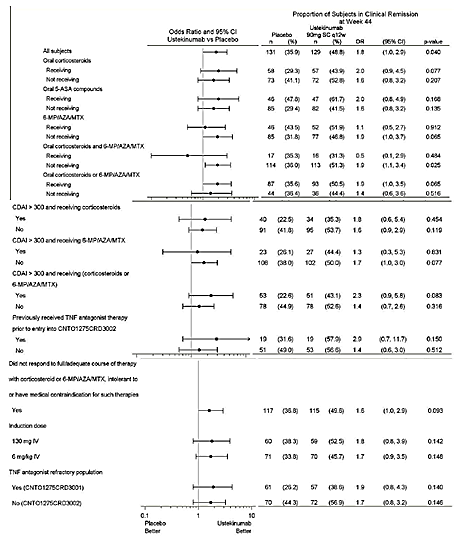 Proportion of Subjects in Clinical Remission
at Week 44
Odds Ratio and 95% CI
Ustekinumab vs Placebo
Placebo
Ustekinumab
90mg SC q12w
n (%) n (%) OR (95% CI) p-value
All subjects 131 (35.9) 129 (48.8) 1.8 (1.0, 2.9) 0.040
Oral corticosteroids
Receiving 58 (29.3) 57 (43.9) 2.0 (0.9, 4.5) 0.077
Not receiving 73 (41.1) 72 (52.8) 1.6 (0.8, 3.2) 0.207
Oral 5-ASA compounds
Receiving 46 (47.8) 47 (61.7) 2.0 (0.8, 4.9) 0.168
Not receiving 85 (29.4) 82 (41.5) 1.6 (0.8, 3.2) 0.135
6-MP/AZA/MTX
Receiving 46 (43.5) 52 (51.9) 1.1 (0.5, 2.7) 0.912
Not receiving 85 (31.8) 77 (46.8) 1.9 (1.0, 3.7) 0.065
Oral corticosteroids and 6-MP/AZA/MTX
Receiving 17 (35.3) 16 (31.3) 0.5 (0.1, 2.9) 0.484
Not receiving 114 (36.0) 113 (51.3) 1.9 (1.1, 3.4) 0.025
Oral corticosteroids or 6-MP/AZA/MTX
Receiving 87 (35.6) 93 (50.5) 1.9 (1.0, 3.5) 0.065
Not receiving 44 (36.4) 36 (44.4) 1.4 (0.6, 3.6) 0.516
CDAI > 300 and receiving corticosteroids
Yes 40 (22.5) 34 (35.3) 1.8 (0.6, 5.4) 0.454
No 91 (41.8) 95 (53.7) 1.6 (0.9, 2.9) 0.119
CDAI > 300 and receiving 6-MP/AZA/MTX
Yes 23 (26.1) 27 (44.4) 1.3 (0.3, 5.3) 0.831
No 108 (38.0) 102 (50.0) 1.7 (1.0, 3.0) 0.077
CDAI > 300 and receiving (corticosteroids or
6-MP/AZA/MTX)
Yes 53 (22.6) 51 (43.1) 2.3 (0.9, 5.8) 0.083
No 78 (44.9) 78 (52.6) 1.4 (0.7, 2.6) 0.316
Previously received TNF antagonist therapy
prior to entry into CNTO1275CRD3002
Yes 19 (31.6) 19 (57.9) 2.9 (0.7, 11.7) 0.150
No 51 (49.0) 53 (56.6) 1.4 (0.6, 3.0) 0.512
Did not respond to full/adequate course of therapy
with corticosteroid or 6-MP/AZA/MTX, intolerant to
or have medical contraindication for such therapies
Yes 117 (36.8) 115 (49.6) 1.6 (1.0, 2.9) 0.093
Induction dose
130 mg IV 60 (38.3) 59 (52.5) 1.8 (0.8, 3.9) 0.142
6 mg/kg IV 71 (33.8) 70 (45.7) 1.7 (0.9, 3.5) 0.148
TNF antagonist refractory population
Yes (CNTO1275CRD3001) 61 (26.2) 57 (38.6) 1.9 (0.8, 4.3) 0.140
No (CNTO1275CRD3002) 70 (44.3) 72 (56.9) 1.7 (0.8, 3.2) 0.146
0.1 1 10
Placebo Ustekinumab
Better Better